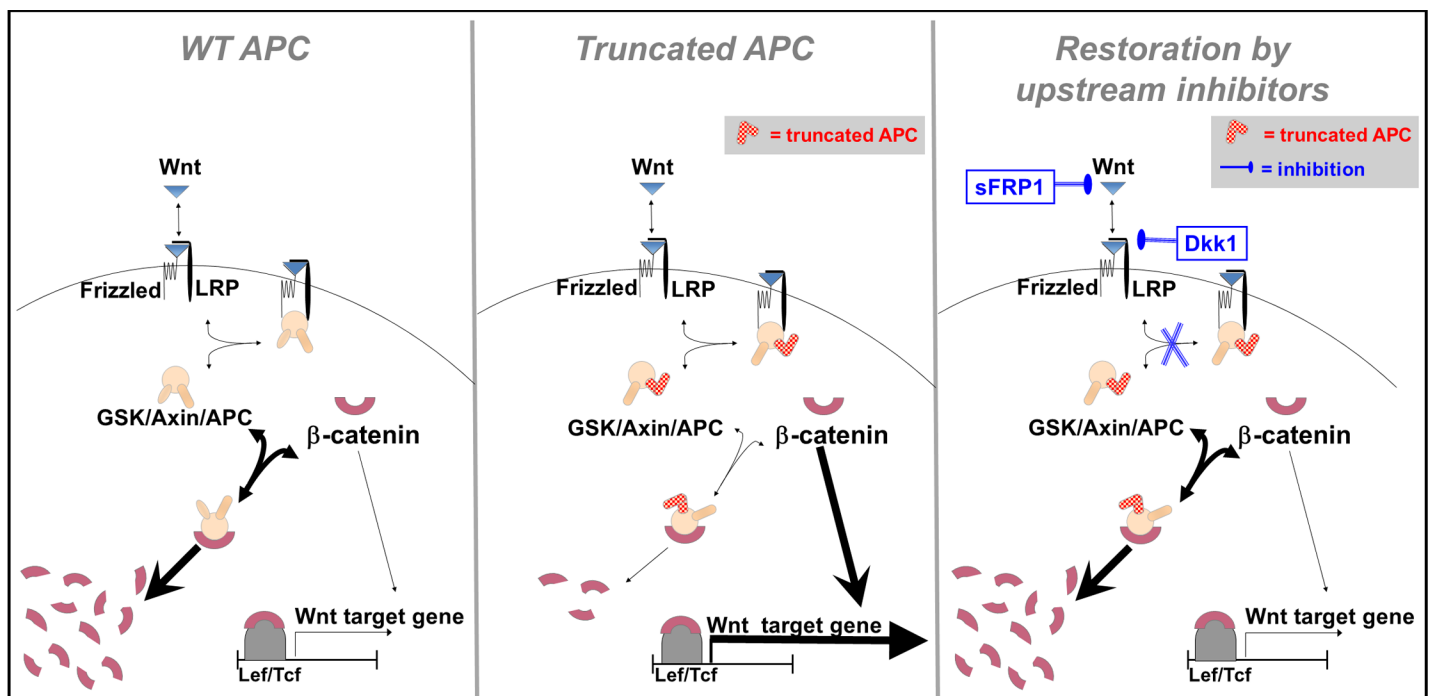 WT APC
Wnt
Frizzled
LRP
GSK/Axin/APC
β-catenin
Wnt target gene
Lef/Tcf
Truncated APC
= truncated APC
Wnt
Frizzled
LRP
GSK/Axin/APC
β-catenin
Wnt target gene
Lef/Tcf
Restoration by
upstream inhibitors
= truncated APC
= inhibition
Wnt
sFRP1
Dkk1
Frizzled
LRP
GSK/Axin/APC
β-catenin
Wnt target gene
Lef/Tcf